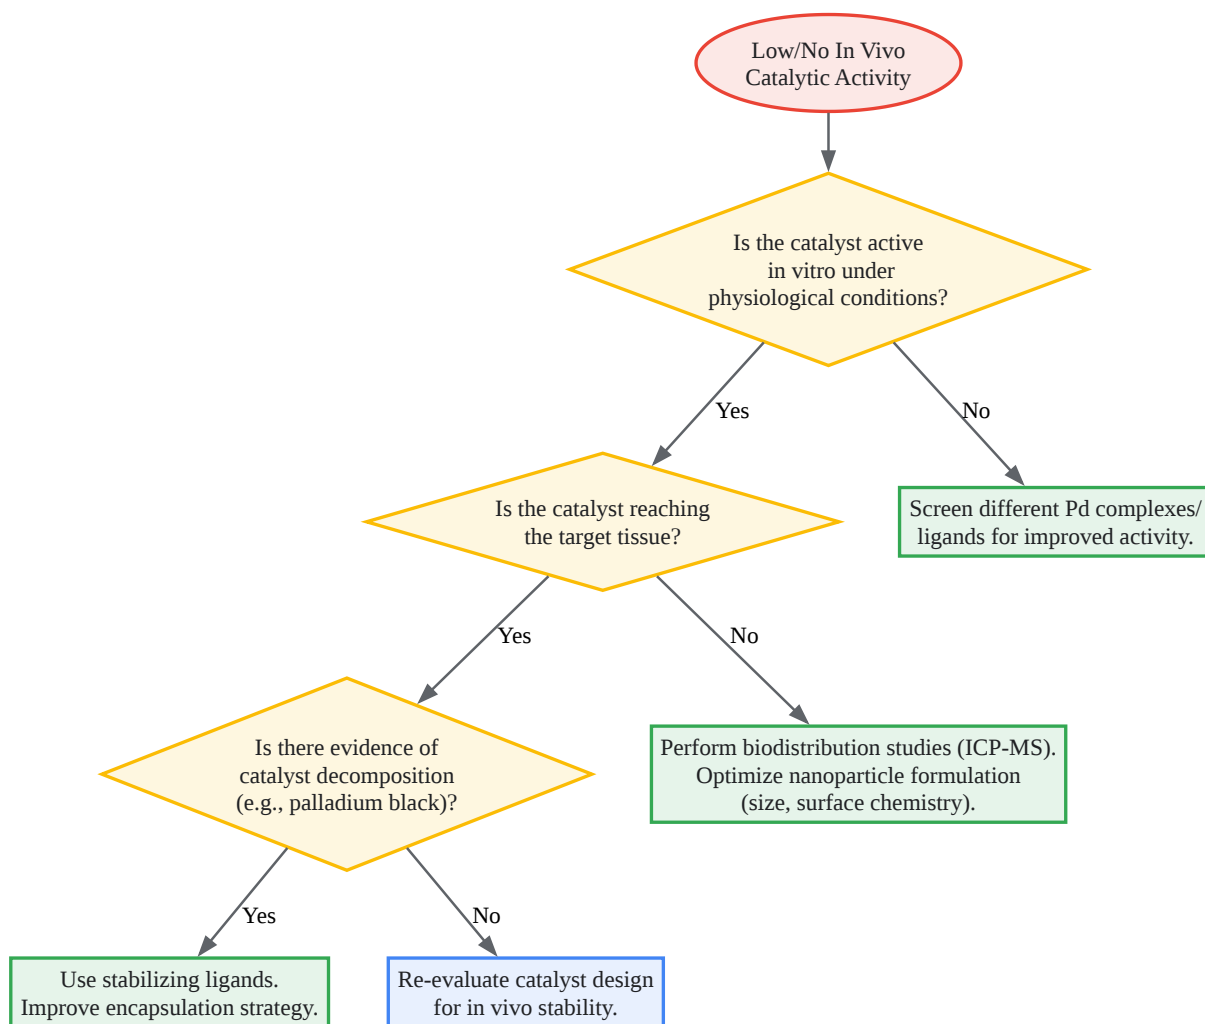 Low/No In Vivo
Catalytic Activity
Is the catalyst active
in vitro under
physiological conditions?
Yes
No
Is the catalyst reaching
the target tissue?
Screen different Pd complexes/
ligands for improved activity.
Yes
No
Is there evidence of
catalyst decomposition
(e.g., palladium black)?
Perform biodistribution studies (ICP-MS).
Optimize nanoparticle formulation
(size, surface chemistry).
Yes
No
Use stabilizing ligands.
Improve encapsulation strategy.
Re-evaluate catalyst design
for in vivo stability.